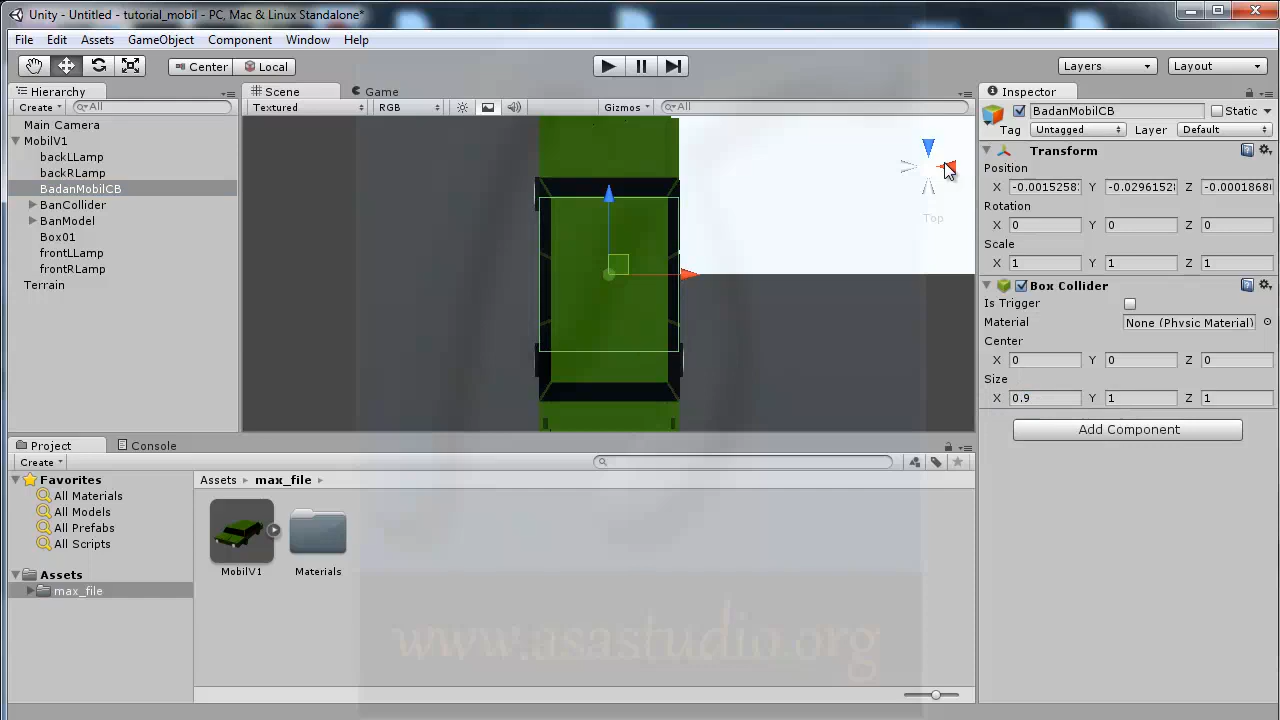 Unity - Untitled - tutorial_mobil - PC, Mac & Linux Standalone*
File Edit Assets GameObject Component Window Help
Center Local Layers Layout
Hierarchy
Create All
Main Camera
MobilV1
backLLamp
backRLamp
BadanMobilCB
BanCollider
BanModel
Box01
frontLLamp
frontRLamp
Terrain
Scene Game
Textured RGB Gizmos All
Top
Inspector
BadanMobilCB Static
Tag Untagged Layer Default
Transform
Position
X -0.0015258 Y -0.0296152 Z -0.0001868
Rotation
X 0 Y 0 Z 0
Scale
X 1 Y 1 Z 1
Box Collider
Is Trigger
Material None (Physic Material)
Center
X 0 Y 0 Z 0
Size
X 0.9 Y 1 Z 1
Add Component
Project Console
Create
Favorites
All Materials
All Models
All Prefabs
All Scripts
Assets
max_file
Assets max_file
MobilV1 Materials
www.asastudio.org